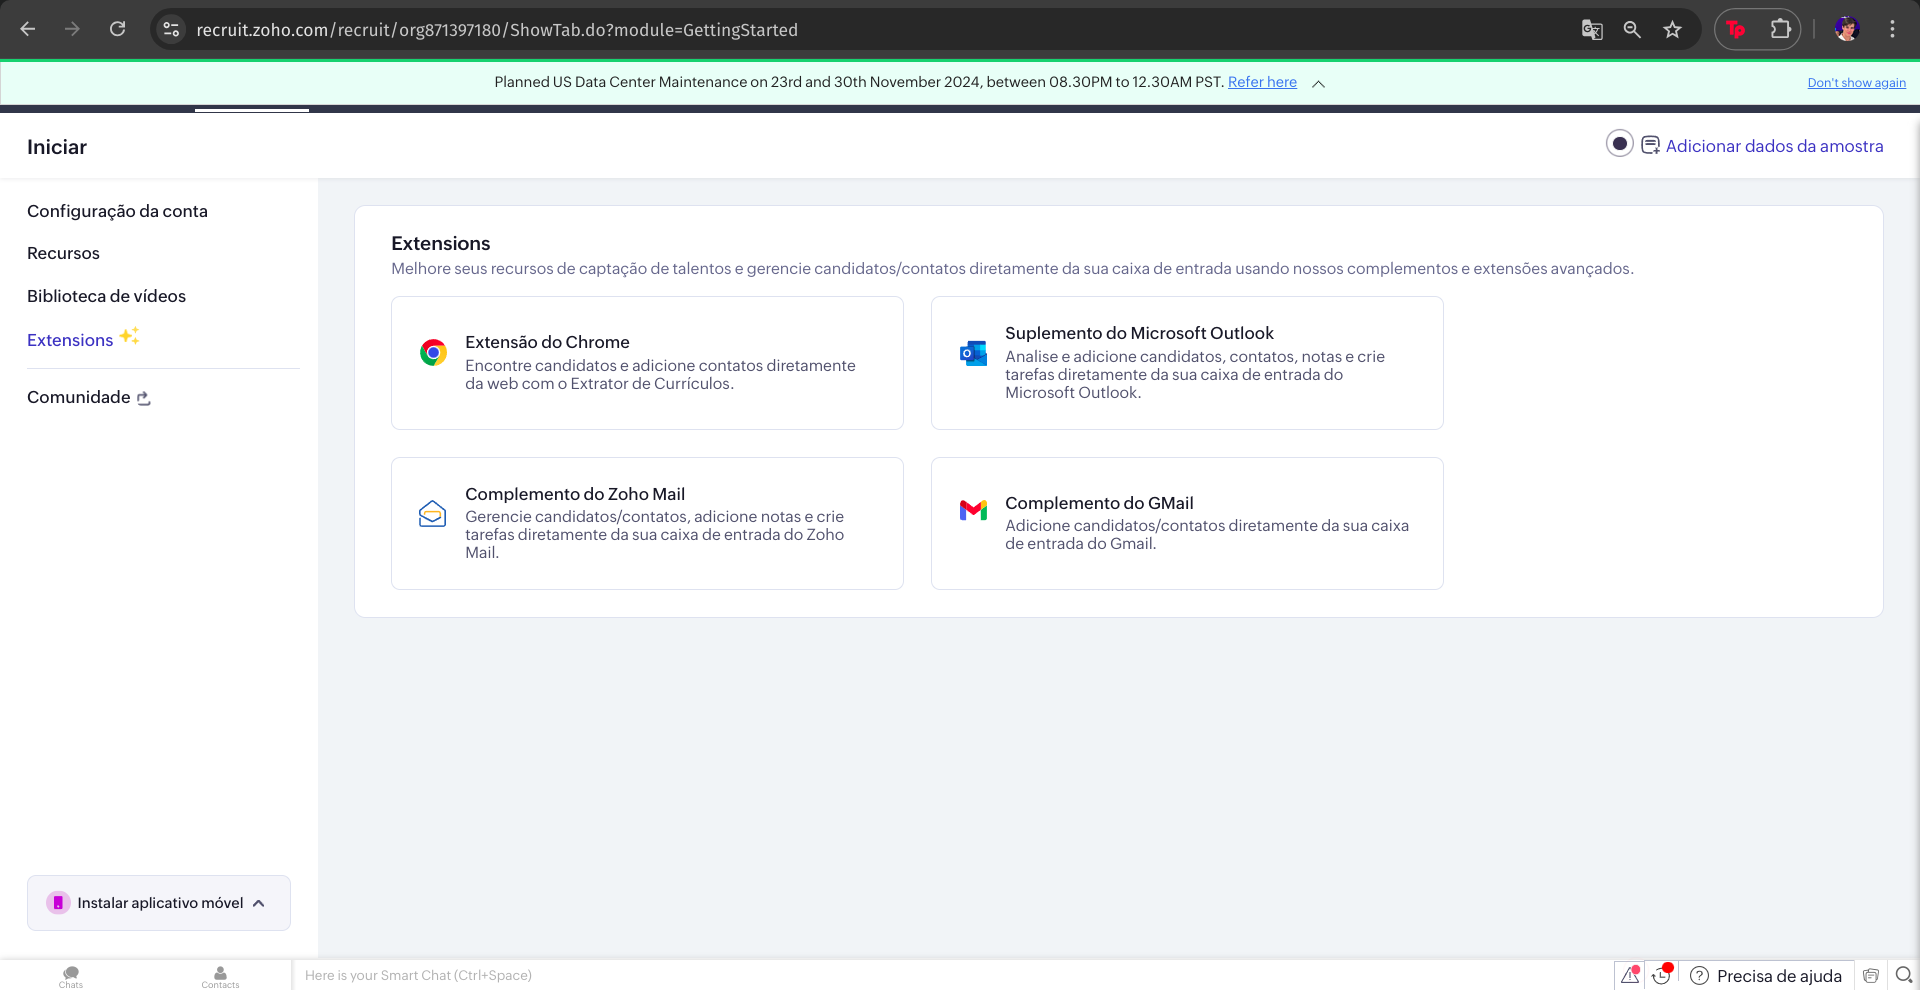 recruit.zoho.com/recruit/org871397180/ShowTab.do?module=GettingStarted
Tp
Planned US Data Center Maintenance on 23rd and 30th November 2024, between 08.30PM to 12.30AM PST. Refer here
Don't show again
Iniciar
Adicionar dados da amostra
Configuração da conta
Recursos
Biblioteca de vídeos
Extensions
Comunidade
Extensions
Melhore seus recursos de captação de talentos e gerencie candidatos/contatos diretamente da sua caixa de entrada usando nossos complementos e extensões avançados.
Extensão do Chrome
Encontre candidatos e adicione contatos diretamente
da web com o Extrator de Currículos.
Suplemento do Microsoft Outlook
Analise e adicione candidatos, contatos, notas e crie
tarefas diretamente da sua caixa de entrada do
Microsoft Outlook.
Complemento do Zoho Mail
Gerencie candidatos/contatos, adicione notas e crie
tarefas diretamente da sua caixa de entrada do Zoho
Mail.
Complemento do GMail
Adicione candidatos/contatos diretamente da sua caixa
de entrada do Gmail.
Instalar aplicativo móvel
Chats
Contacts
Here is your Smart Chat (Ctrl+Space)
Precisa de ajuda